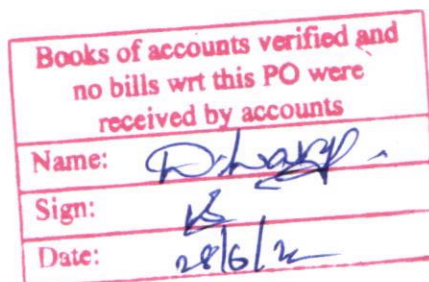 Books of accounts verified and
no bills wrt this PO were
received by accounts
Name:
Sign:
Date: 28/6/